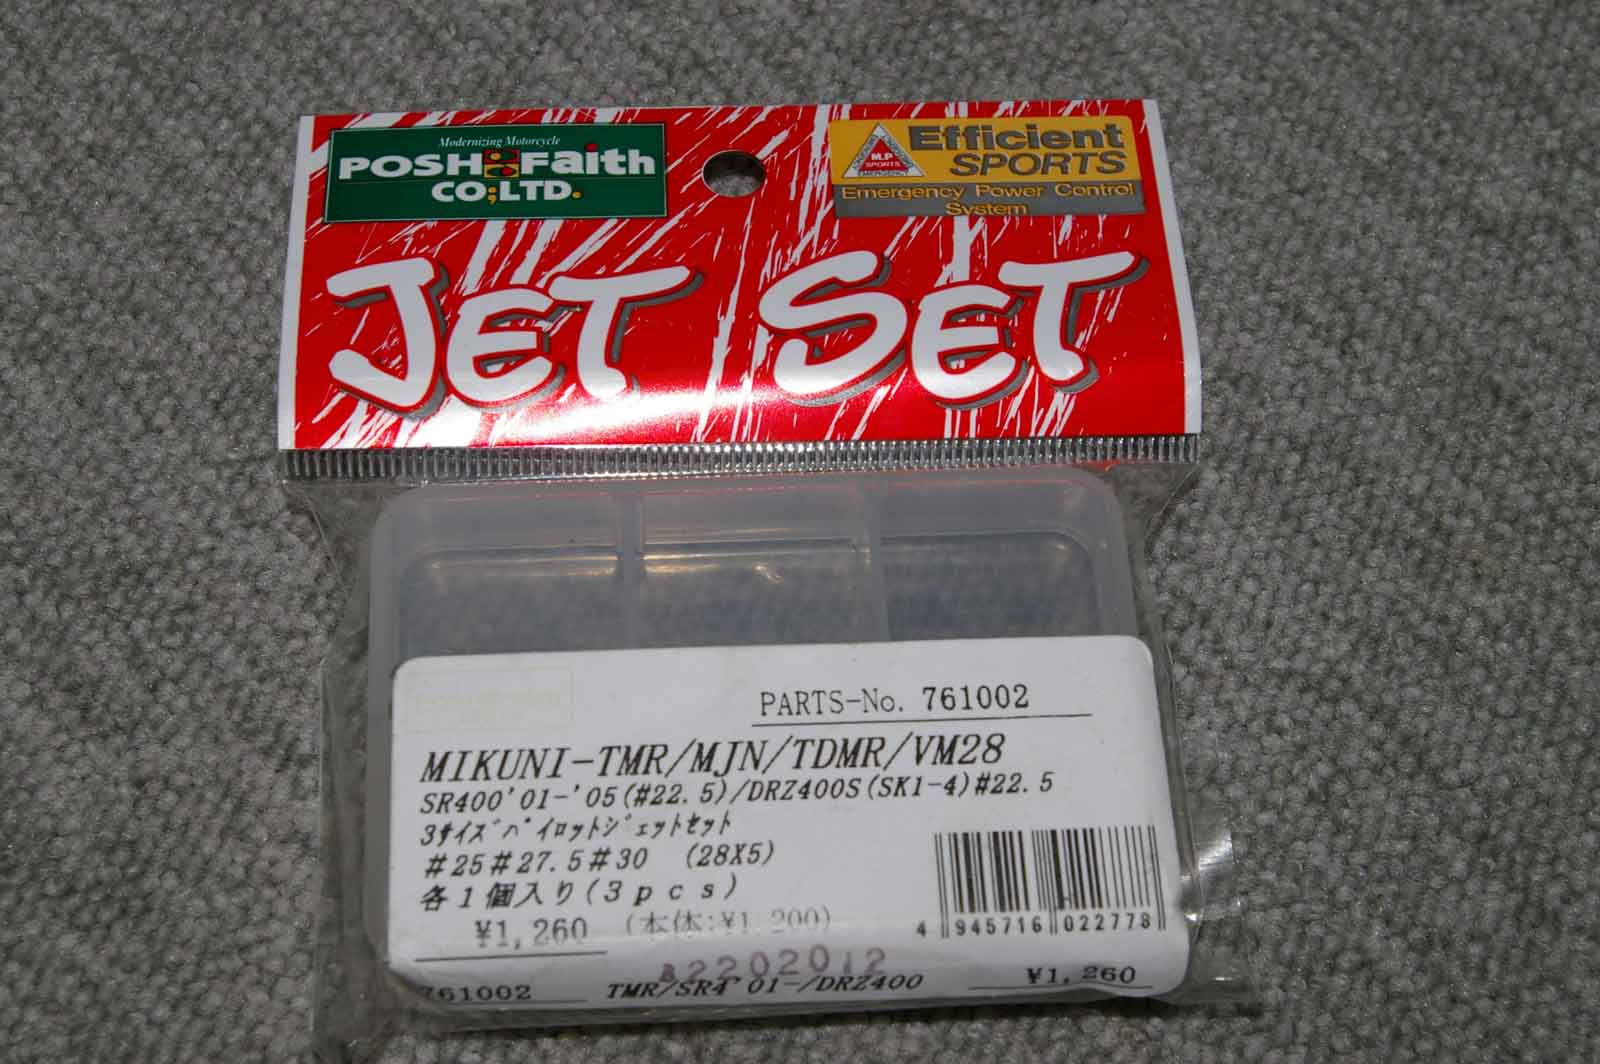 Modernizing Motorcycle
POSH Faith
CO;LTD.
M.P
SPORTS
EMERGENCY
Efficient
SPORTS
Emergency Power Control
System
JET SET
PARTS-No. 761002
MIKUNI-TMR/MJN/TDMR/VM28
SR400'01-'05(#22.5)/DRZ400S(SK1-4)#22.5
3ｻｲｽﾞﾊﾟｲﾛｯﾄｼﾞｪｯﾄｾｯﾄ
#25#27.5#30 (28X5)
各1個入り(3pcs)
¥1,260 (本体:¥1,200)
4 945716 022778
A2202012
761002 TMR/SR4'01-/DRZ400 ¥1,260